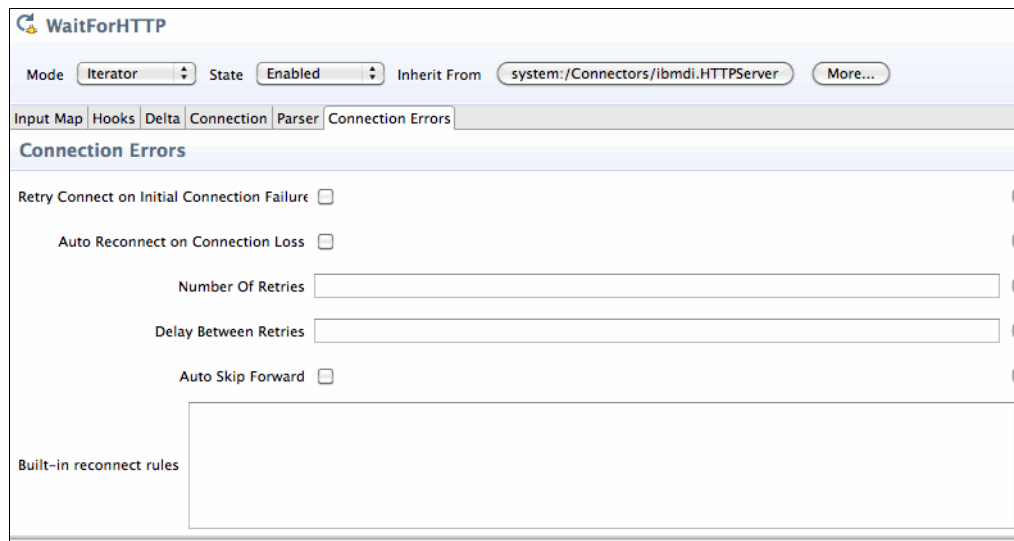 WaitForHTTP
Mode Iterator State Enabled Inherit From system:/Connectors/ibmdi.HTTPServer More...
Input Map Hooks Delta Connection Parser Connection Errors
Connection Errors
Retry Connect on Initial Connection Failure
Auto Reconnect on Connection Loss
Number Of Retries
Delay Between Retries
Auto Skip Forward
Built-in reconnect rules